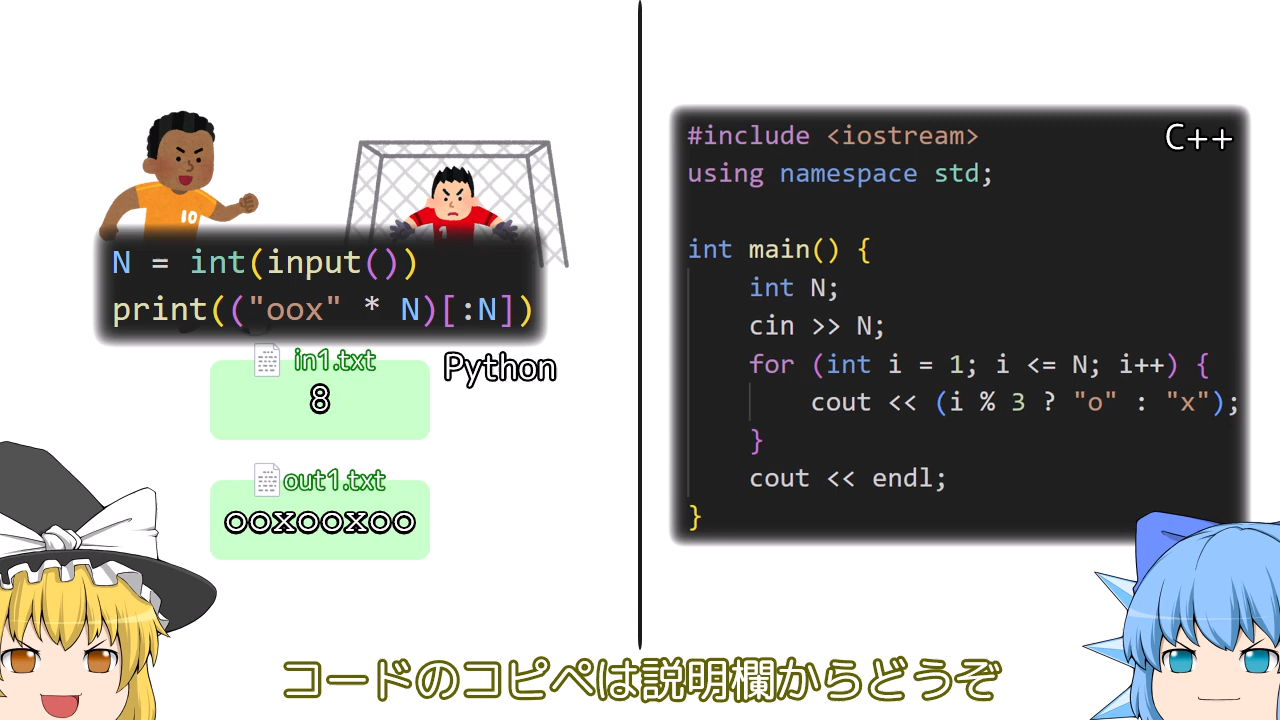 10
1
N = int(input())
print(("oox" * N)[:N])
Python
in1.txt
8
out1.txt
ooxooxoo
C++
#include <iostream>
using namespace std;
int main() {
    int N;
    cin >> N;
    for (int i = 1; i <= N; i++) {
        cout << (i % 3 ? "o" : "x");
    }
    cout << endl;
}
コードのコピペは説明欄からどうぞ